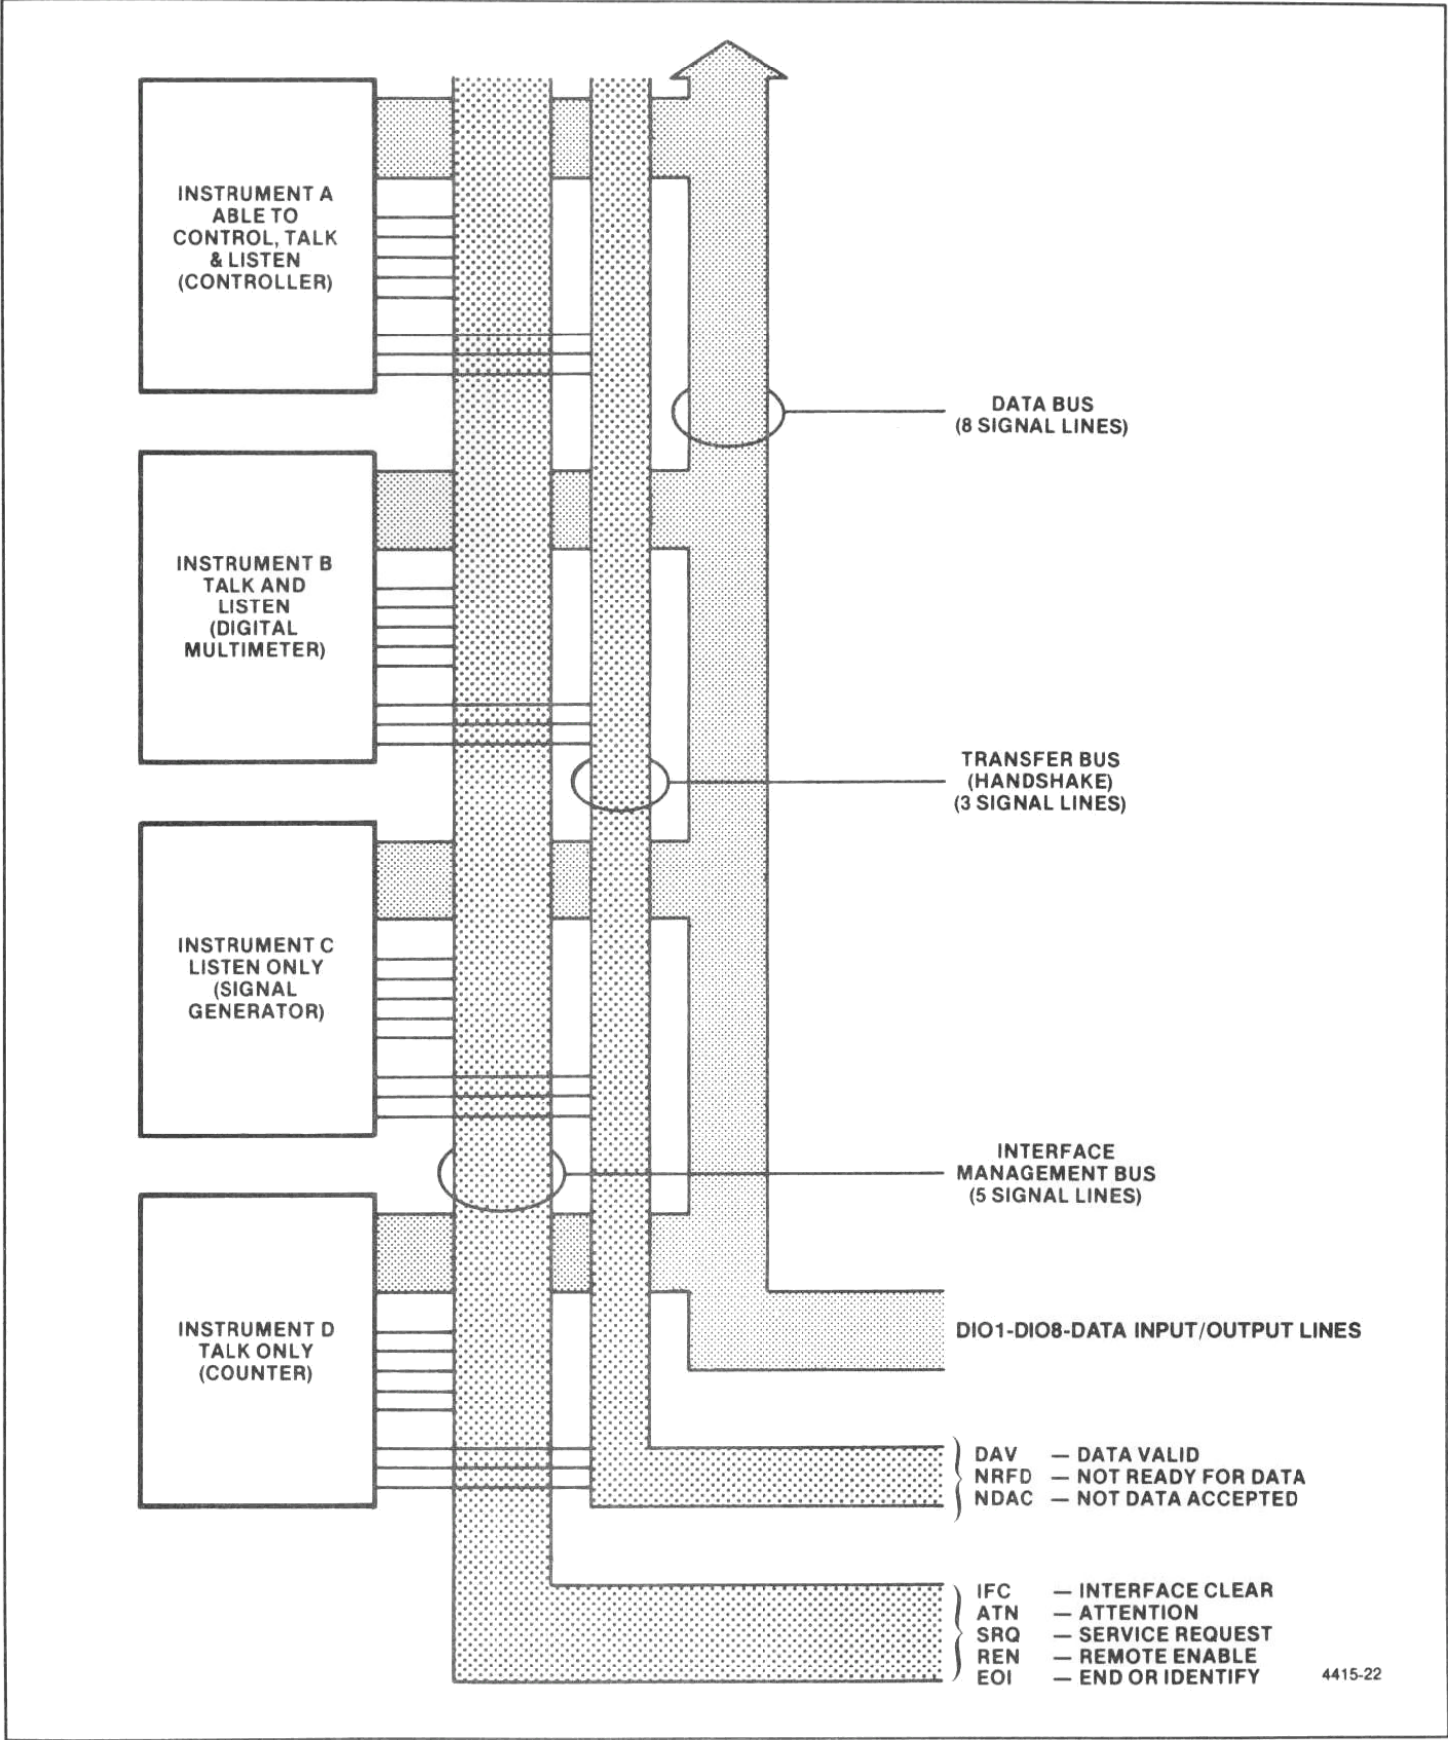 INSTRUMENT A
ABLE TO
CONTROL, TALK
& LISTEN
(CONTROLLER)
DATA BUS
(8 SIGNAL LINES)
INSTRUMENT B
TALK AND
LISTEN
(DIGITAL
MULTIMETER)
TRANSFER BUS
(HANDSHAKE)
(3 SIGNAL LINES)
INSTRUMENT C
LISTEN ONLY
(SIGNAL
GENERATOR)
INTERFACE
MANAGEMENT BUS
(5 SIGNAL LINES)
INSTRUMENT D
TALK ONLY
(COUNTER)
DIO1-DIO8-DATA INPUT/OUTPUT LINES
DAV — DATA VALID
NRFD — NOT READY FOR DATA
NDAC — NOT DATA ACCEPTED
IFC — INTERFACE CLEAR
ATN — ATTENTION
SRQ — SERVICE REQUEST
REN — REMOTE ENABLE
EOI — END OR IDENTIFY
4415-22